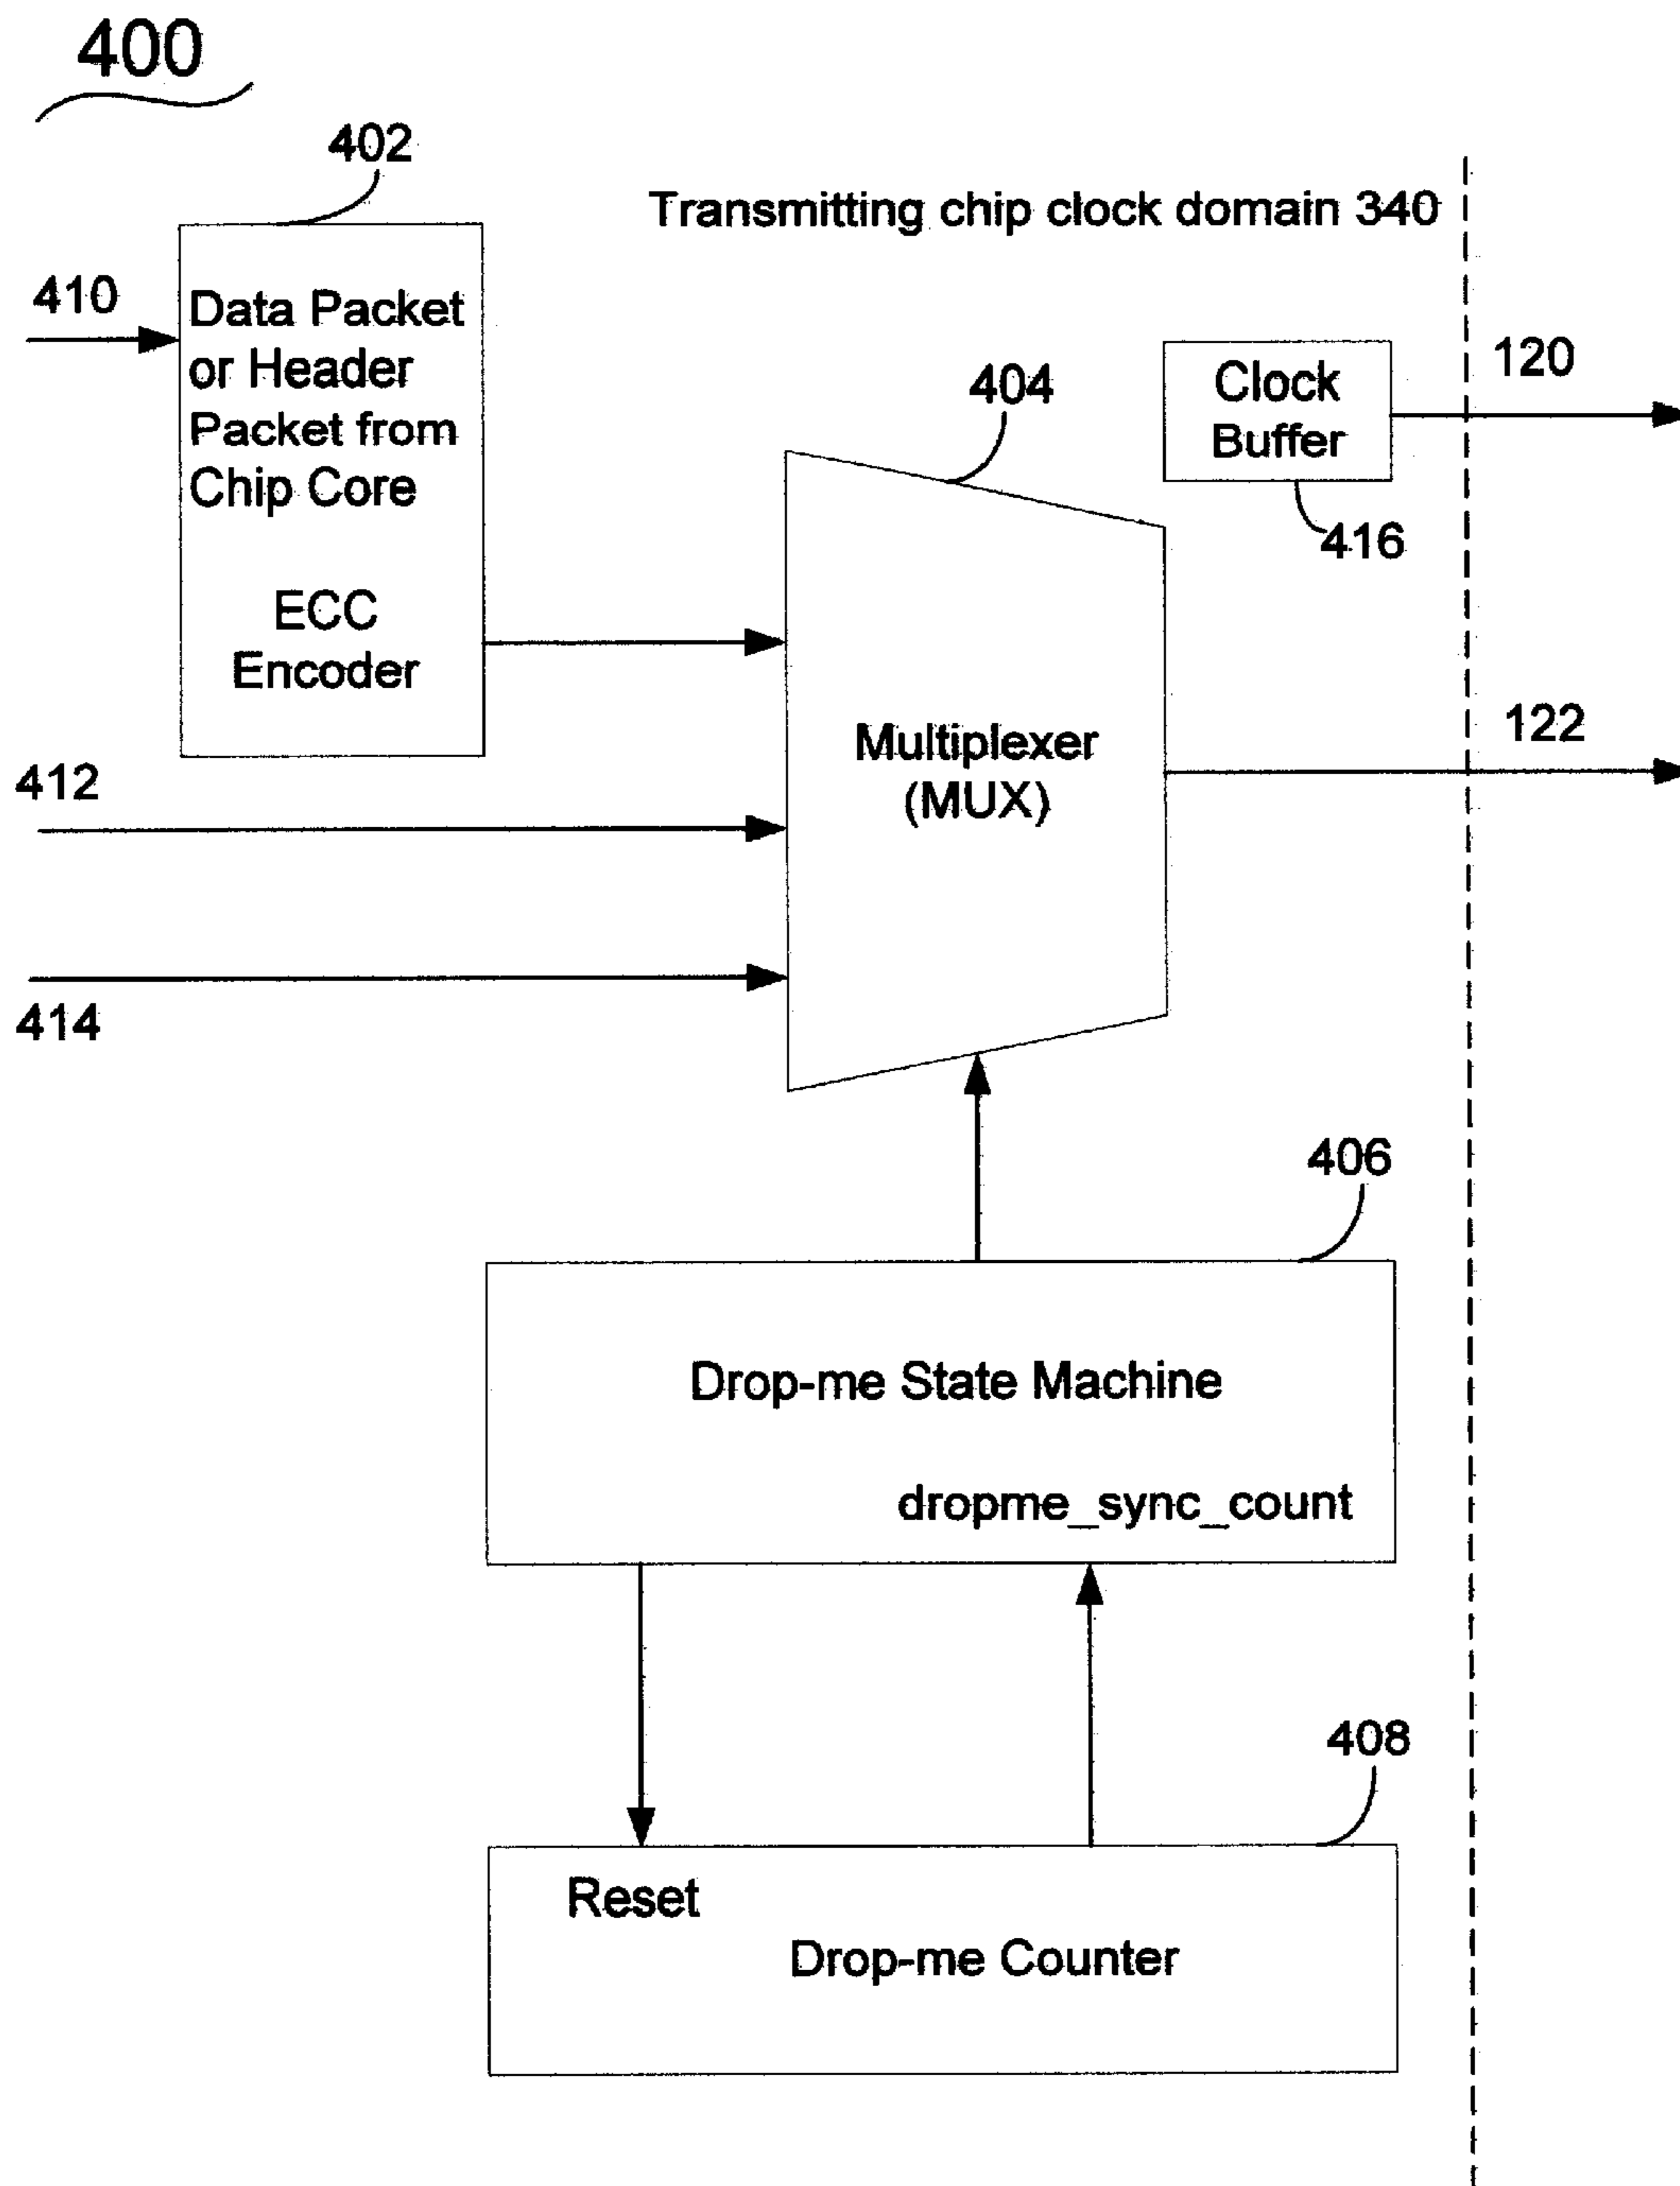 400
402
Transmitting chip clock domain 340
410
Data Packet
or Header
Packet from
Chip Core
ECC
Encoder
404
Clock
Buffer
416
120
412
Multiplexer
(MUX)
122
414
406
Drop-me State Machine
dropme_sync_count
408
Reset
Drop-me Counter